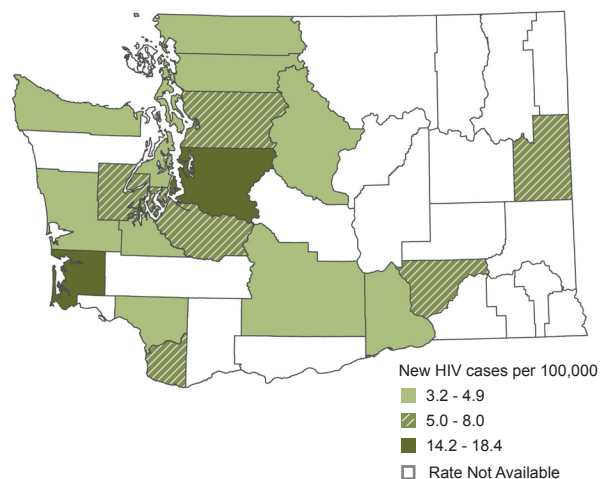 New HIV cases per 100,000
3.2 - 4.9
5.0 - 8.0
14.2 - 18.4
Rate Not Available